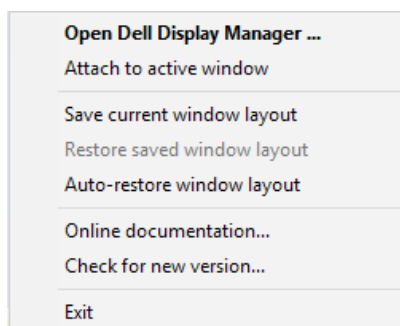 Open Dell Display Manager ...
Attach to active window
Save current window layout
Restore saved window layout
Auto-restore window layout
Online documentation...
Check for new version...
Exit